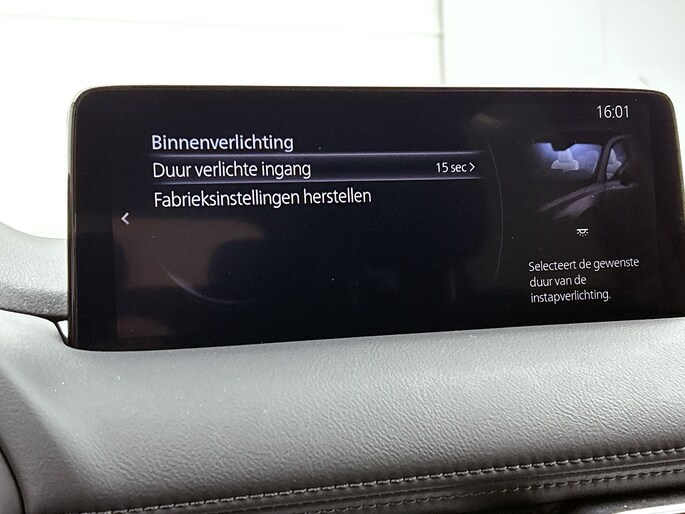 16:01
Binnenverlichting
Duur verlichte ingang 15 sec >
Fabrieksinstellingen herstellen
<
Selecteert de gewenste
duur van de
instapverlichting.